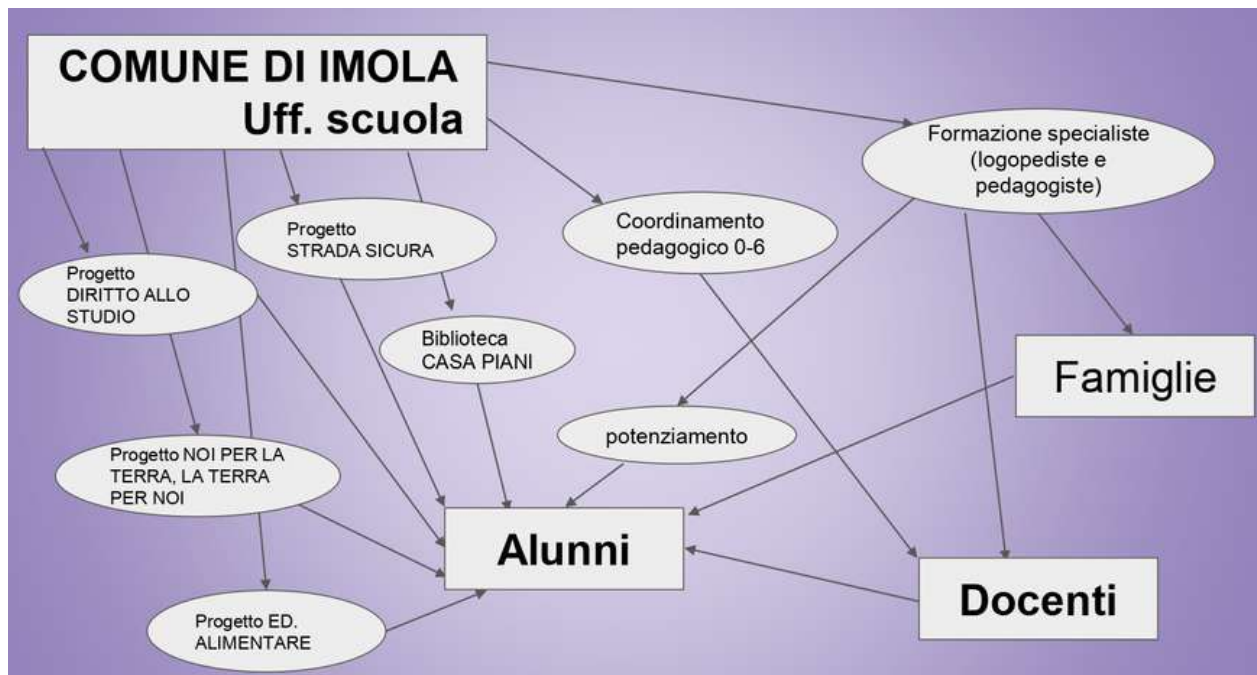 COMUNE DI IMOLA
Uff. scuola
Formazione specialiste
(logopediste e
pedagogiste)
Progetto
STRADA SICURA
Coordinamento
pedagogico 0-6
Progetto
DIRITTO ALLO
STUDIO
Biblioteca
CASA PIANI
Famiglie
potenziamento
Progetto NOI PER LA
TERRA, LA TERRA
PER NOI
Alunni
Docenti
Progetto ED.
ALIMENTARE